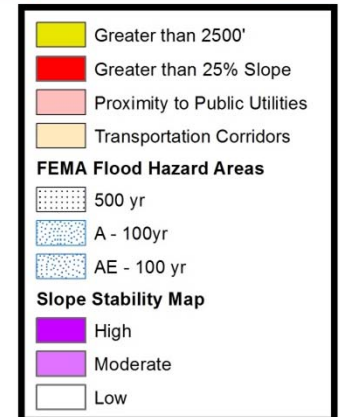 Greater than 2500'
Greater than 25% Slope
Proximity to Public Utilities
Transportation Corridors
FEMA Flood Hazard Areas
500 yr
A - 100yr
AE - 100 yr
Slope Stability Map
High
Moderate
Low